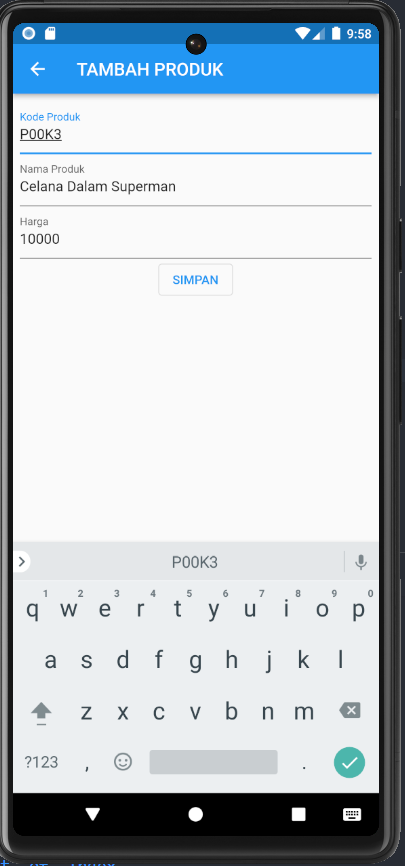 9:58
TAMBAH PRODUK
Kode Produk
P00K3
Nama Produk
Celana Dalam Superman
Harga
10000
SIMPAN
P00K3
1 2 3 4 5 6 7 8 9 0
q w e r t y u i o p
a s d f g h j k l
z x c v b n m
?123 , .